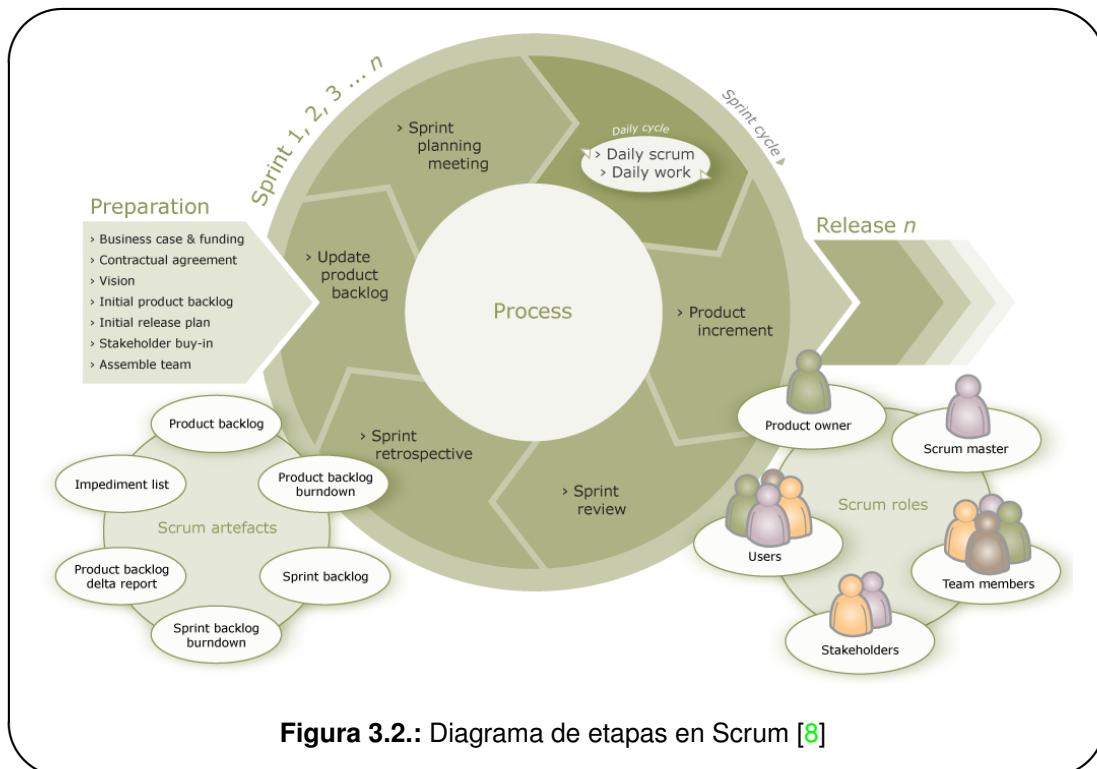 Sprint 1, 2, 3 ... n
Sprint cycle
Preparation
› Business case & funding
› Contractual agreement
› Vision
› Initial product backlog
› Initial release plan
› Stakeholder buy-in
› Assemble team
› Sprint
planning
meeting
Daily cycle
› Daily scrum
› Daily work
› Update
product
backlog
Process
› Product
increment
› Sprint
retrospective
› Sprint
review
Release n
Product backlog
Impediment list
Product backlog
burndown
Scrum artefacts
Product backlog
delta report
Sprint backlog
Sprint backlog
burndown
Product owner
Scrum master
Scrum roles
Users
Team members
Stakeholders
Figura 3.2.: Diagrama de etapas en Scrum [8]